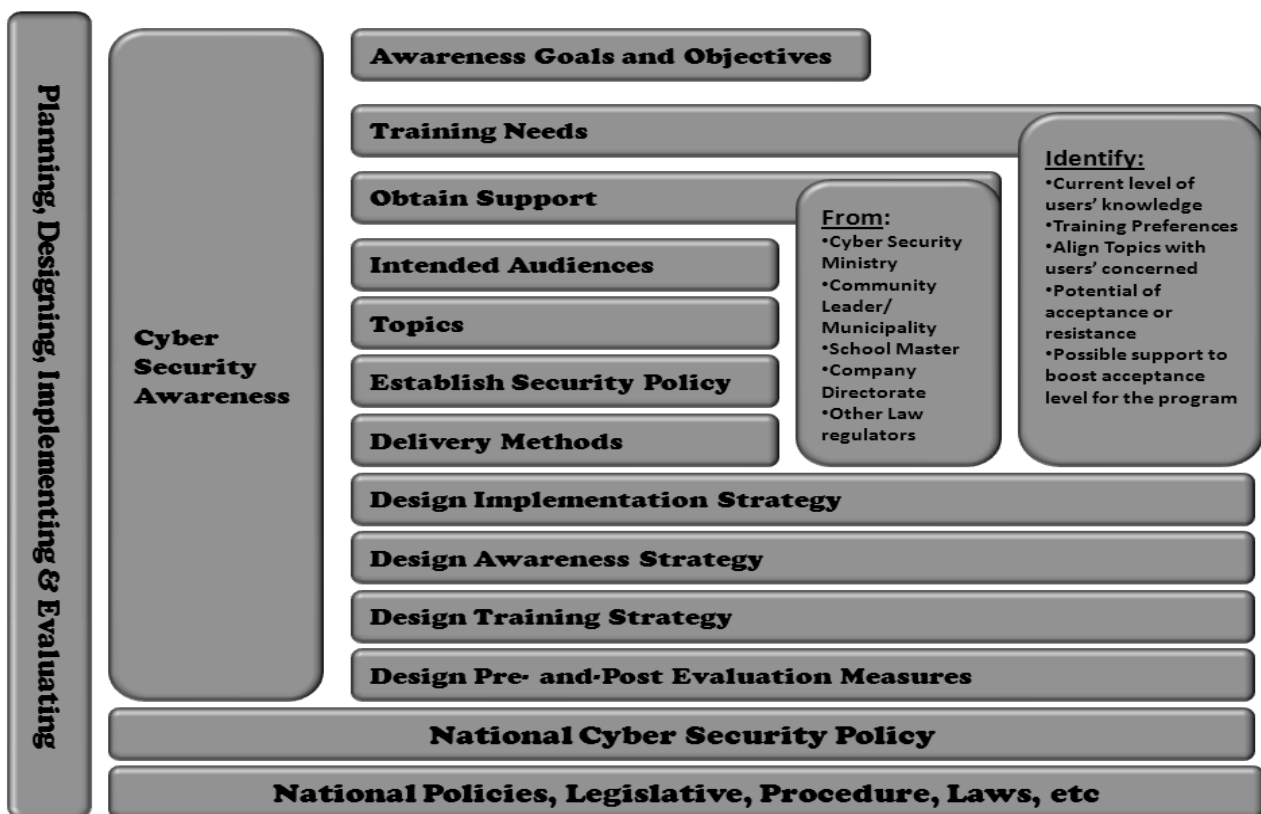 Planning, Designing, Implementing & Evaluating
Cyber
Security
Awareness
Awareness Goals and Objectives
Training Needs
Identify:
•Current level of
users’ knowledge
•Training Preferences
•Align Topics with
users’ concerned
•Potential of
acceptance or
resistance
•Possible support to
boost acceptance
level for the program
Obtain Support
From:
•Cyber Security
Ministry
•Community
Leader/
Municipality
•School Master
•Company
Directorate
•Other Law
regulators
Intended Audiences
Topics
Establish Security Policy
Delivery Methods
Design Implementation Strategy
Design Awareness Strategy
Design Training Strategy
Design Pre- and-Post Evaluation Measures
National Cyber Security Policy
National Policies, Legislative, Procedure, Laws, etc